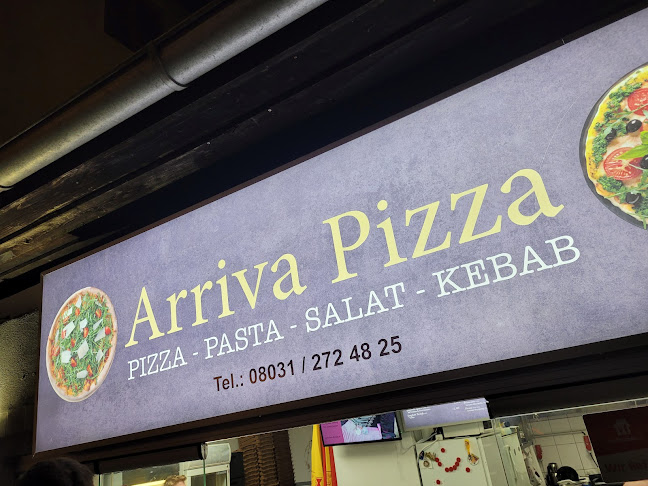 Arriva Pizza
PIZZA - PASTA - SALAT - KEBAB
Tel.: 08031 / 272 48 25